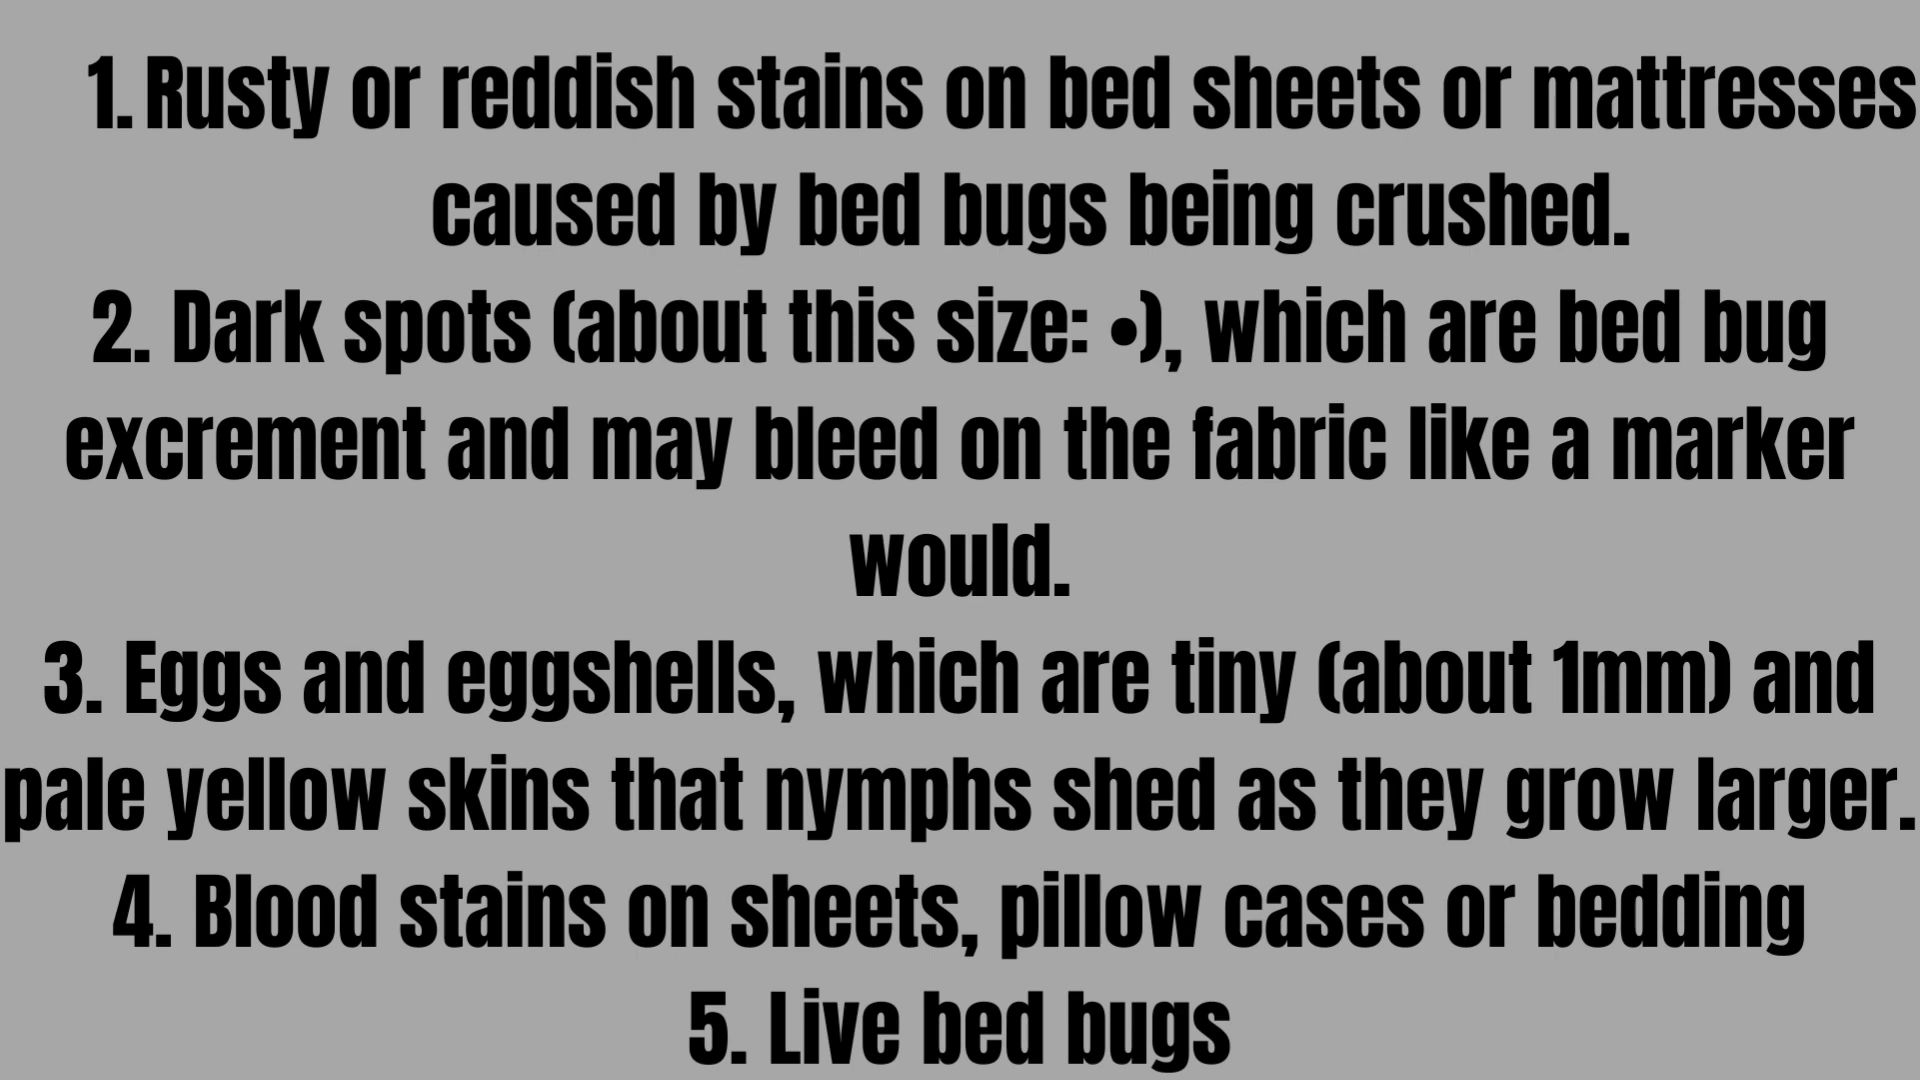 1. Rusty or reddish stains on bed sheets or mattresses
caused by bed bugs being crushed.
2. Dark spots (about this size: •), which are bed bug
excrement and may bleed on the fabric like a marker
would.
3. Eggs and eggshells, which are tiny (about 1mm) and
pale yellow skins that nymphs shed as they grow larger.
4. Blood stains on sheets, pillow cases or bedding
5. Live bed bugs